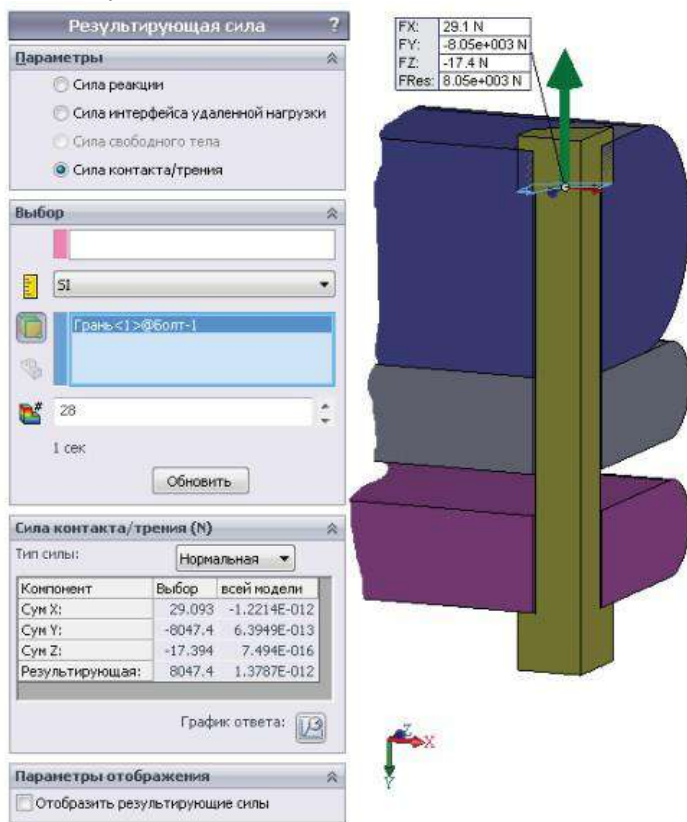 Результирующая сила ?
Параметры
Сила реакции
Сила интерфейса удаленной нагрузки
Сила свободного тела
Сила контакта/трения
Выбор
SI
Грань<1>@болт-1
28
1 сек
Обновить
Сила контакта/трения (N)
Тип силы: Нормальная
Компонент Выбор всей модели
Сум X: 29.093 -1.2214E-012
Сум Y: -8047.4 6.3949E-013
Сум Z: -17.394 7.494E-016
Результирующая: 8047.4 1.3787E-012
График ответа:
Параметры отображения
Отобразить результирующие силы
FX: 29.1 N
FY: -8.05e+003 N
FZ: -17.4 N
FRes: 8.05e+003 N
Z
X
Y